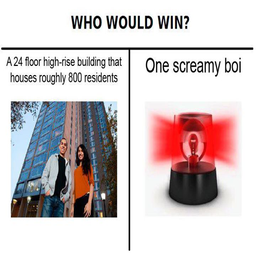 WHO WOULD WIN?
A 24 floor high-rise building that
houses roughly 800 residents
One screamy boi